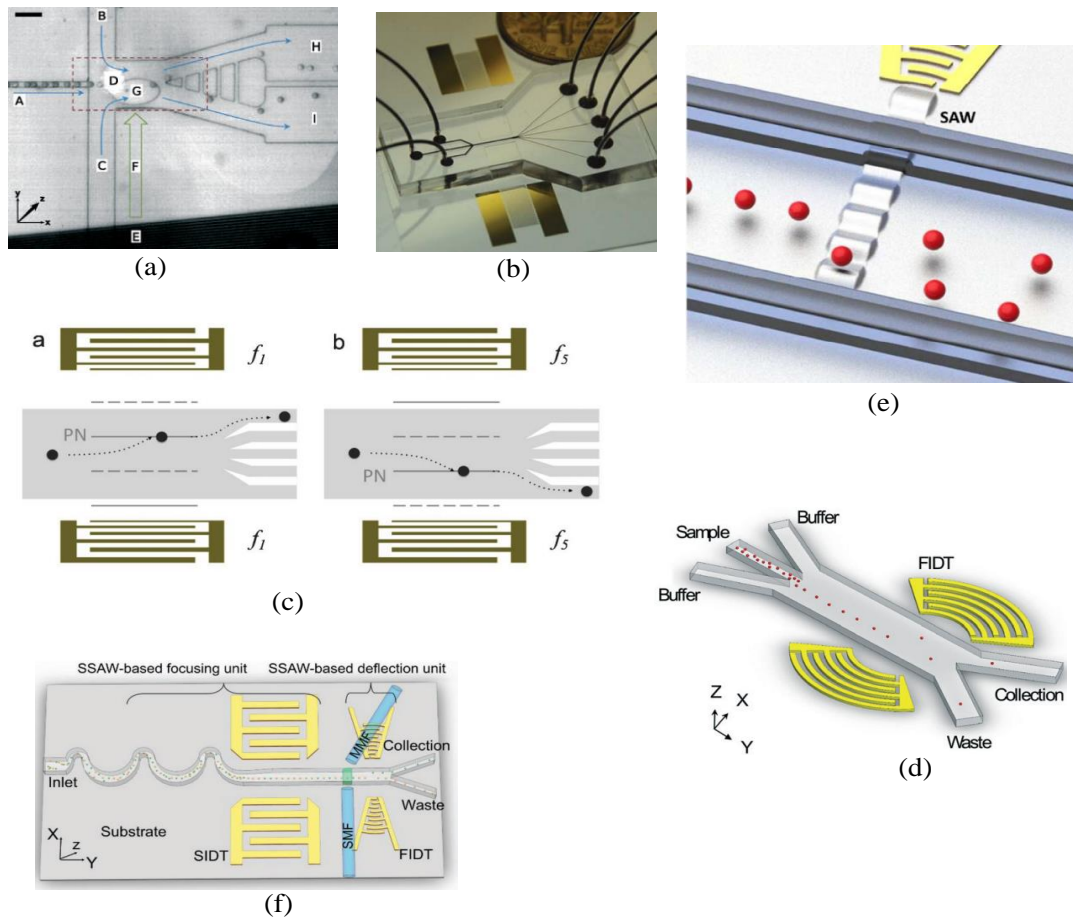 B
H
D
G
A
I
C
F
y
z
x
E
(a)
(b)
SAW
(e)
a
f1
b
f5
PN
PN
f1
f5
(c)
Buffer
Sample
FIDT
Buffer
Z
X
Y
Collection
Waste
(d)
SSAW-based focusing unit
SSAW-based deflection unit
MMF
Collection
Inlet
Waste
Substrate
X
Z
Y
SIDT
SMF
FIDT
(f)